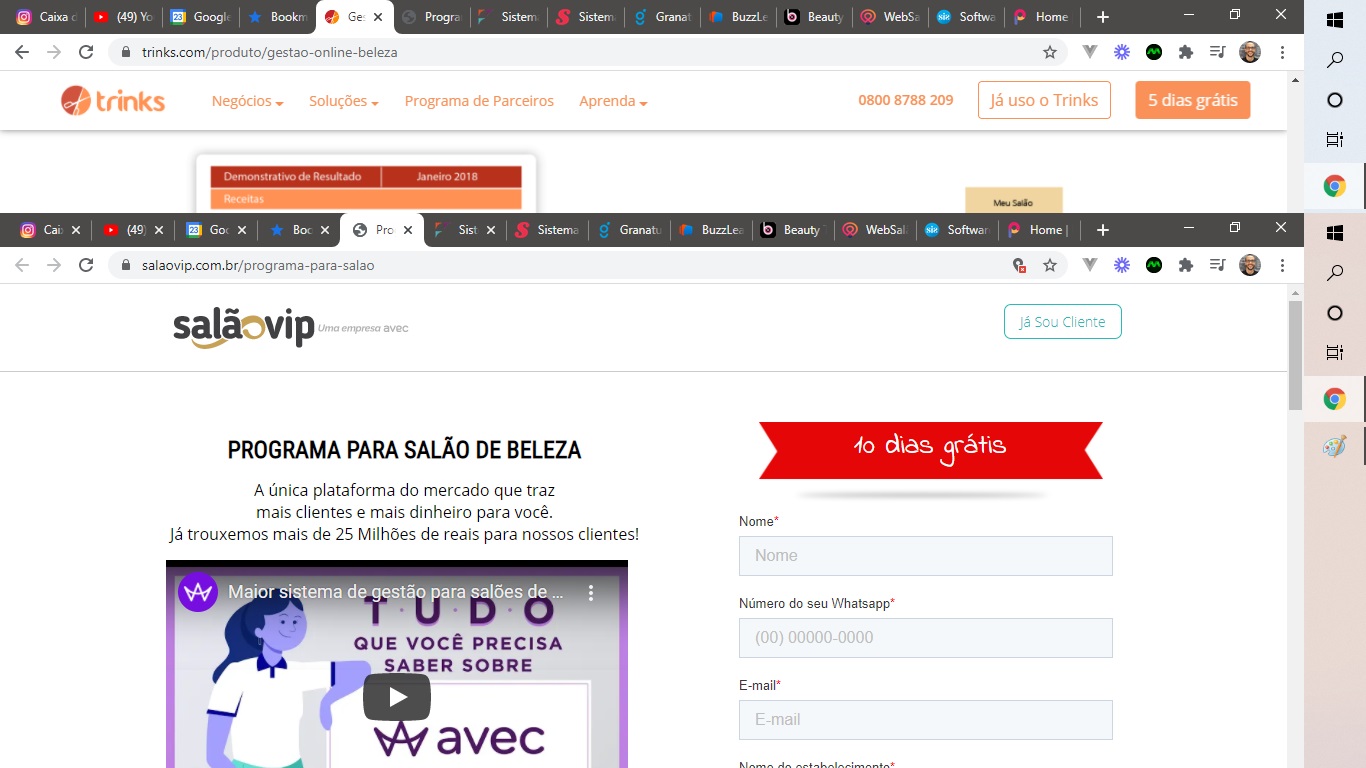 Caixa d
(49) Yo
Google
Bookm
Ges
Progra
Sistem
Sistema
Granat
BuzzLe
Beauty
WebSa
Softwa
Home
trinks.com/produto/gestao-online-beleza
trinks
Negócios
Soluções
Programa de Parceiros
Aprenda
0800 8788 209
Já uso o Trinks
5 dias grátis
Demonstrativo de Resultado
Janeiro 2018
Receitas
Meu Salão
Caix
(49)
Goo
Boo
Pro
Sist
Sistema
Granatu
BuzzLea
Beauty T
WebSala
Softwar
Home |
salaovip.com.br/programa-para-salao
salãovip Uma empresa avec
Já Sou Cliente
PROGRAMA PARA SALÃO DE BELEZA
A única plataforma do mercado que traz
mais clientes e mais dinheiro para você.
Já trouxemos mais de 25 Milhões de reais para nossos clientes!
Maior sistema de gestão para salões de ...
TUDO
QUE VOCÊ PRECISA
SABER SOBRE
avec
10 dias grátis
Nome*
Nome
Número do seu Whatsapp*
(00) 00000-0000
E-mail*
E-mail
Nome do estabelecimento*